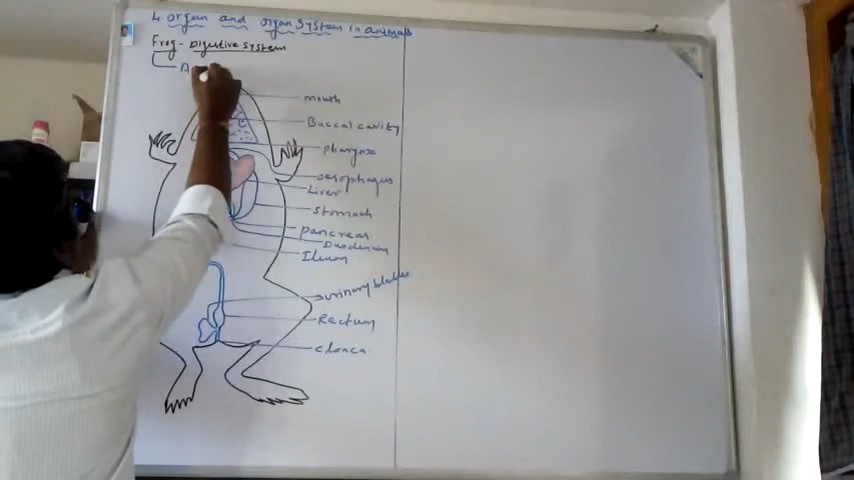 4 organ and organ system in animals
Frog - Digestive system
A
mouth
Buccal cavity
pharynx
oesophagus
Liver
Stomach
pancreas
Duodenum
Ileum
urinary bladder
Rectum
cloaca